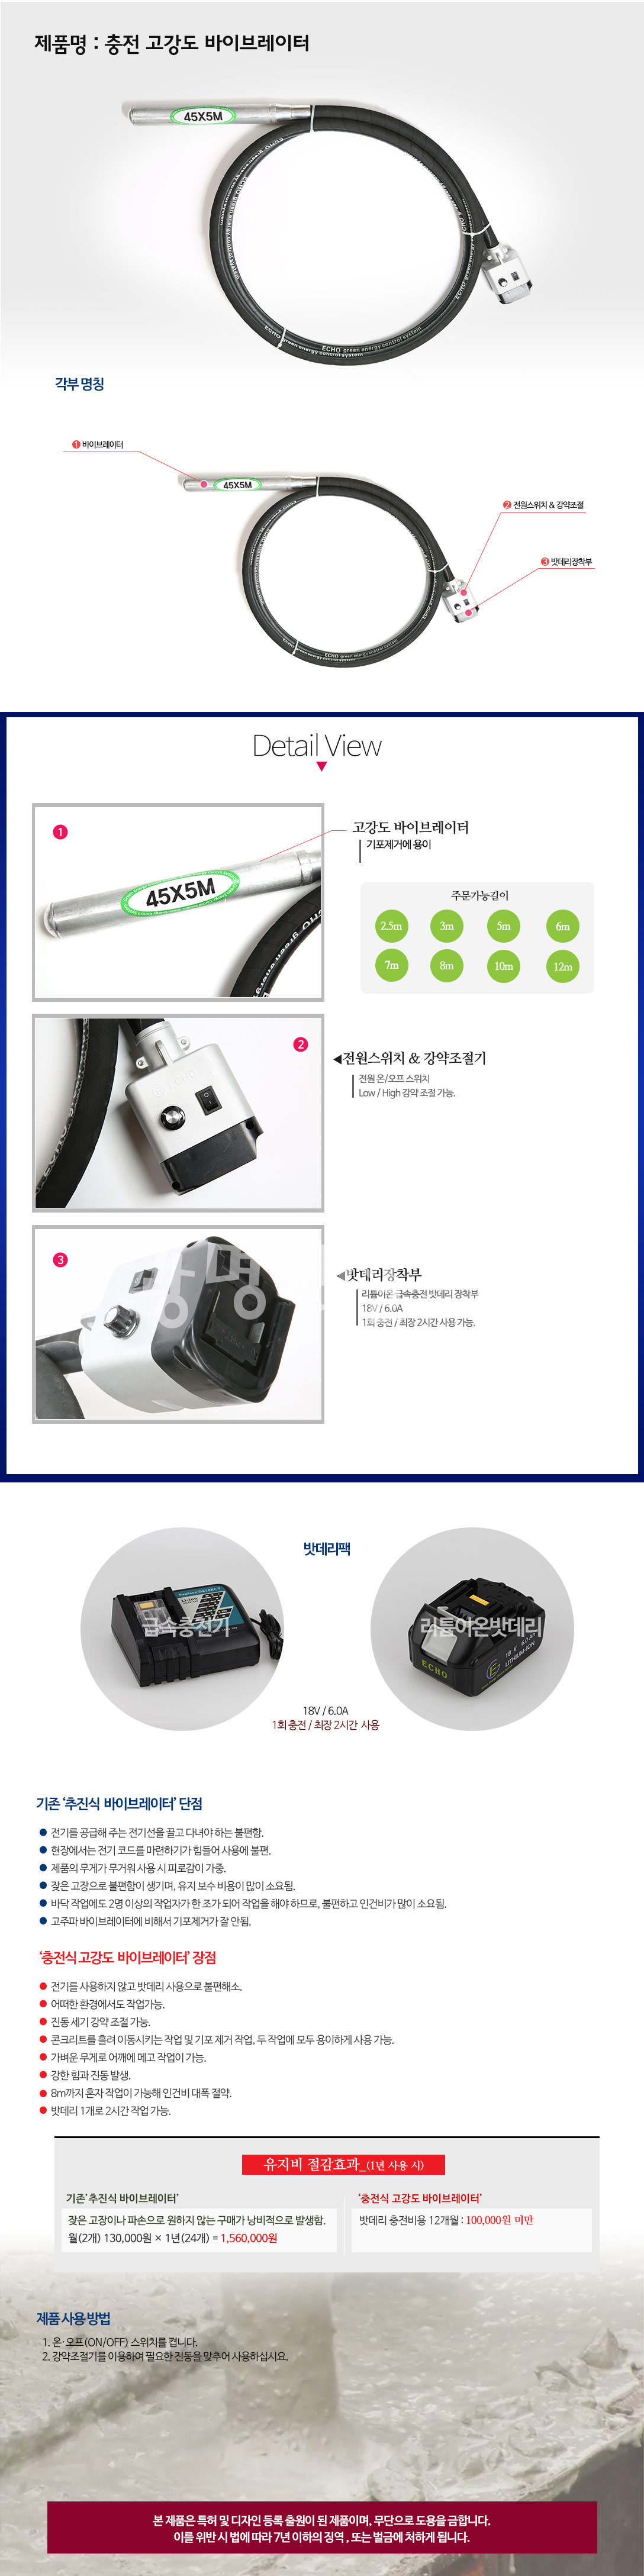 제품명 : 충전 고강도 바이브레이터
45X5M
ECHO green energy control system
각부 명칭
1 바이브레이터
45X5M
2 전원스위치 & 강약조절
3 밧데리장착부
Detail View
1
45X5M
고강도 바이브레이터
기포제거에 용이
주문가능길이
2.5m 3m 5m 6m
7m 8m 10m 12m
2
◀전원스위치 & 강약조절기
전원 온/오프 스위치
Low / High 강약 조절 가능.
3
◀밧데리장착부
리튬이온 급속충전 밧데리 장착부
18V / 6.0A
1회 충전 / 최장 2시간 사용 가능.
밧데리팩
급속충전기
리튬이온밧데리
ECHO
18V 6.0
LITHIUM-ION
18V / 6.0A
1회 충전 / 최장 2시간 사용
기존 ‘추진식 바이브레이터’ 단점
● 전기를 공급해 주는 전기선을 끌고 다녀야 하는 불편함.
● 현장에서는 전기 코드를 마련하기가 힘들어 사용에 불편.
● 제품의 무게가 무거워 사용 시 피로감이 가중.
● 잦은 고장으로 불편함이 생기며, 유지 보수 비용이 많이 소요됨.
● 바닥 작업에도 2명 이상의 작업자가 한 조가 되어 작업을 해야 하므로, 불편하고 인건비가 많이 소요됨.
● 고주파 바이브레이터에 비해서 기포제거가 잘 안됨.
‘충전식 고강도 바이브레이터’ 장점
● 전기를 사용하지 않고 밧데리 사용으로 불편해소.
● 어떠한 환경에서도 작업가능.
● 진동 세기 강약 조절 가능.
● 콘크리트를 흘려 이동시키는 작업 및 기포 제거 작업, 두 작업에 모두 용이하게 사용 가능.
● 가벼운 무게로 어깨에 메고 작업이 가능.
● 강한 힘과 진동 발생.
● 8m까지 혼자 작업이 가능해 인건비 대폭 절약.
● 밧데리 1개로 2시간 작업 가능.
유지비 절감효과_(1년 사용 시)
기존’추진식 바이브레이터’
잦은 고장이나 파손으로 원하지 않는 구매가 낭비적으로 발생함.
월(2개) 130,000원 × 1년(24개) = 1,560,000원
‘충전식 고강도 바이브레이터’
밧데리 충전비용 12개월 : 100,000원 미만
제품 사용 방법
1. 온·오프(ON/OFF) 스위치를 켭니다.
2. 강약조절기를 이용하여 필요한 진동을 맞추어 사용하십시요.
본 제품은 특허 및 디자인 등록 출원이 된 제품이며, 무단으로 도용을 금합니다.
이를 위반 시 법에 따라 7년 이하의 징역 , 또는 벌금에 처하게 됩니다.